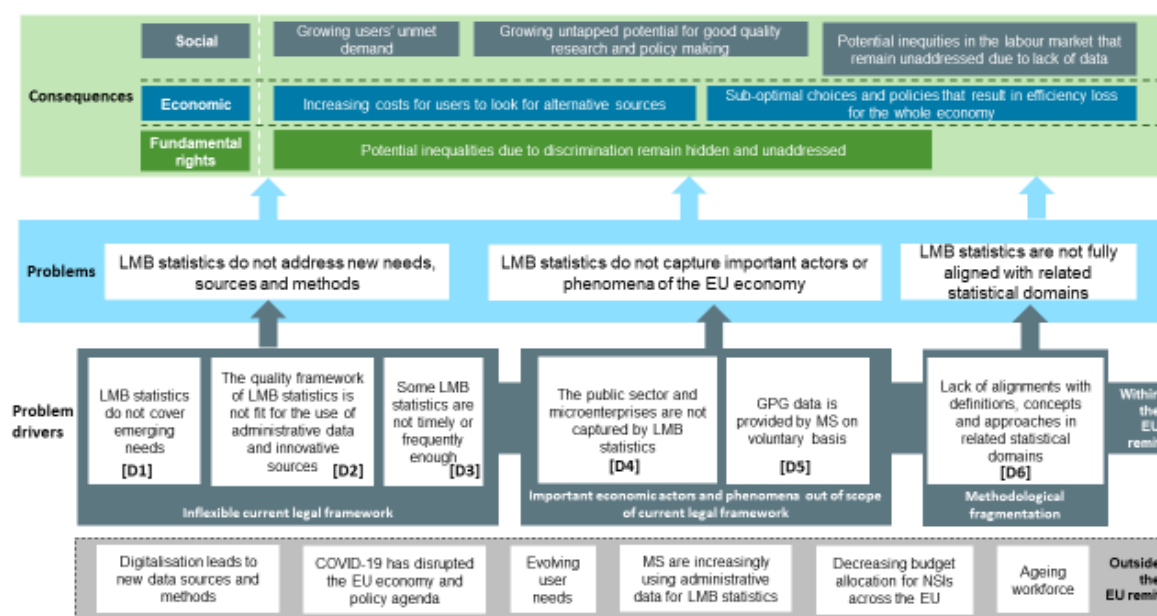 Consequences
Social
Growing users' unmet
demand
Growing untapped potential for good quality
research and policy making
Potential inequities in the labour market that
remain unaddressed due to lack of data
Economic
Increasing costs for users to look for alternative sources
Sub-optimal choices and policies that result in efficiency loss
for the whole economy
Fundamental
rights
Potential inequalities due to discrimination remain hidden and unaddressed
Problems
LMB statistics do not address new needs,
sources and methods
LMB statistics do not capture important actors or
phenomena of the EU economy
LMB statistics are not fully
aligned with related
statistical domains
Problem
drivers
LMB statistics
do not cover
emerging
needs
[D1]
The quality framework
of LMB statistics is
not fit for the use of
administrative data
and innovative
sources
[D2]
Some LMB
statistics are
not timely or
frequently
enough
[D3]
Inflexible current legal framework
The public sector and
microenterprises are not
captured by LMB
statistics
[D4]
GPG data is
provided by MS on
voluntary basis
[D5]
Important economic actors and phenomena out of scope
of current legal framework
Lack of alignments with
definitions, concepts
and approaches in
related statistical
domains
[D6]
Methodological
fragmentation
Within
the
EU
remit
Digitalisation leads to
new data sources and
methods
COVID-19 has disrupted
the EU economy and
policy agenda
Evolving
user
needs
MS are increasingly
using administrative
data for LMB statistics
Decreasing budget
allocation for NSIs
across the EU
Ageing
workforce
Outside
the
EU remit